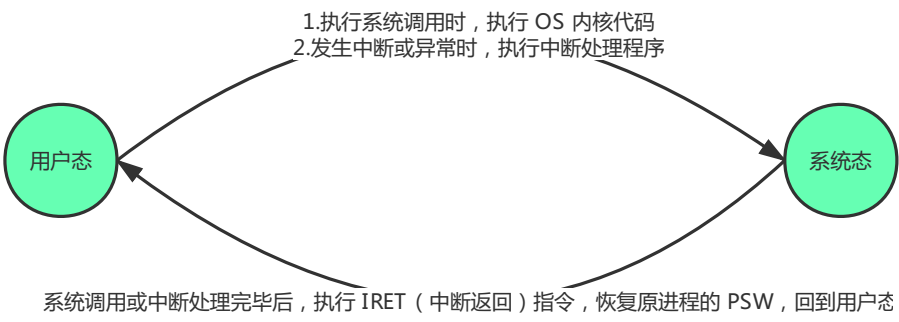 1.执行系统调用时，执行 OS 内核代码
2.发生中断或异常时，执行中断处理程序
用户态
系统态
系统调用或中断处理完毕后，执行 IRET（中断返回）指令，恢复原进程的 PSW，回到用户态